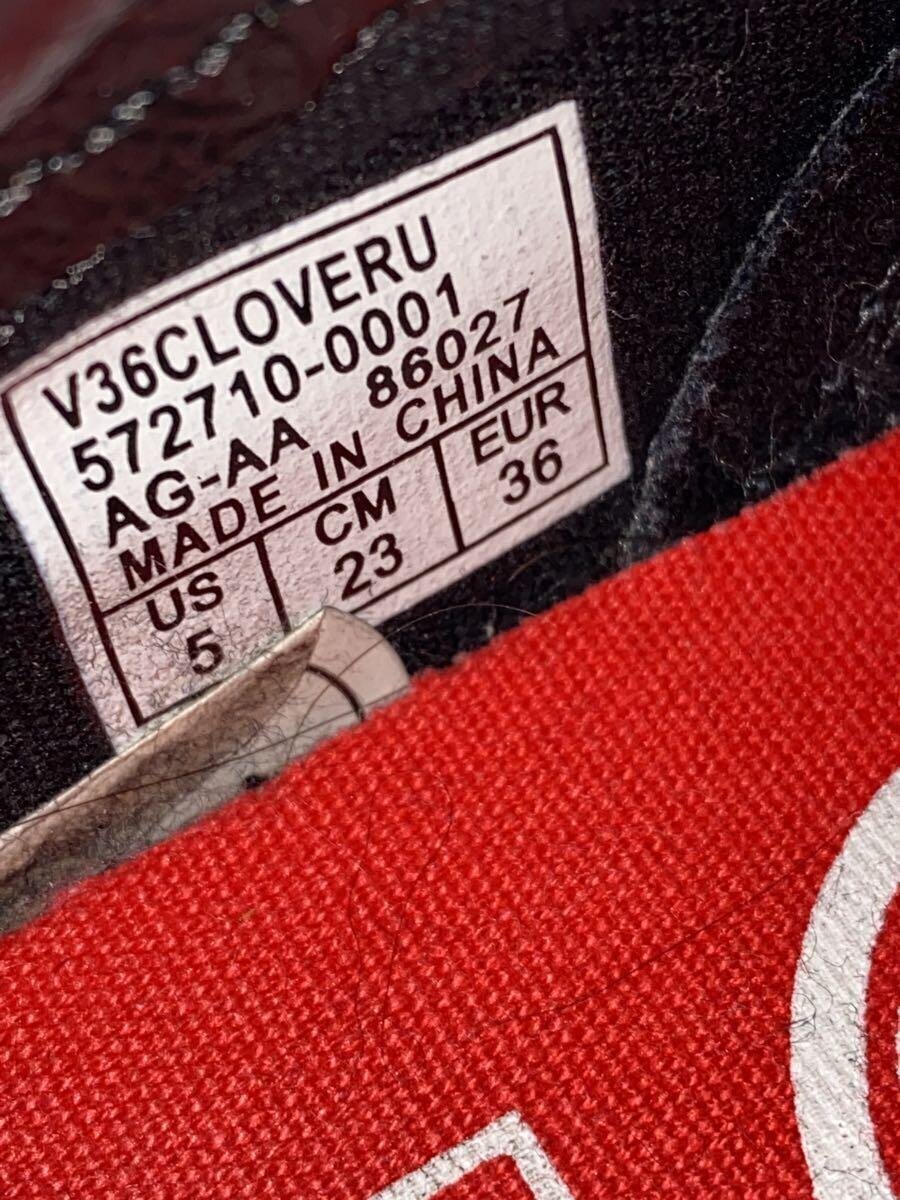 V36CLOVERU
572710-0001
AG-AA 86027
MADE IN CHINA
US CM EUR
5 23 36